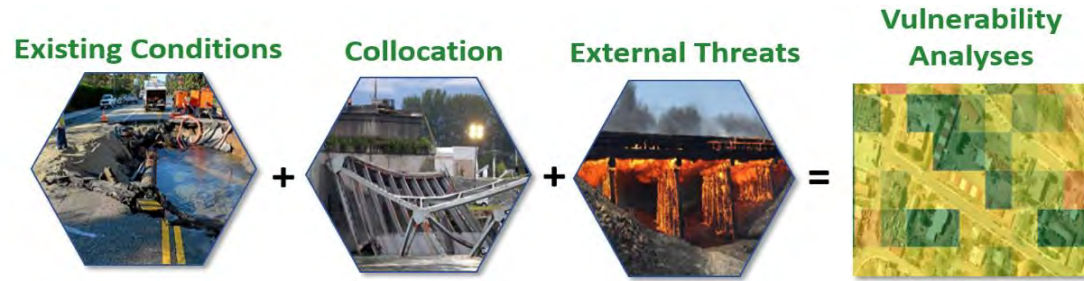 Existing Conditions
+
Collocation
+
External Threats
=
Vulnerability
Analyses